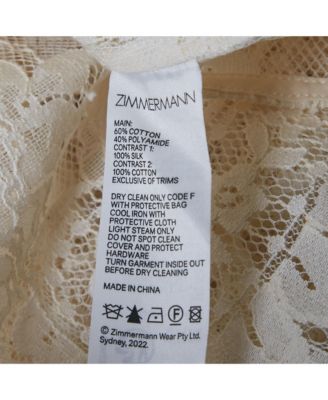 ZIMMERMANN
MAIN:
60% COTTON
40% POLYAMIDE
CONTRAST 1:
100% SILK
CONTRAST 2:
100% COTTON
EXCLUSIVE OF TRIMS
DRY CLEAN ONLY CODE F
WITH PROTECTIVE BAG
COOL IRON WITH
PROTECTIVE CLOTH
LIGHT STEAM ONLY
DO NOT SPOT CLEAN
COVER AND PROTECT
HARDWARE
TURN GARMENT INSIDE OUT
BEFORE DRY CLEANING
MADE IN CHINA
© Zimmermann Wear Pty Ltd.
Sydney, 2022.